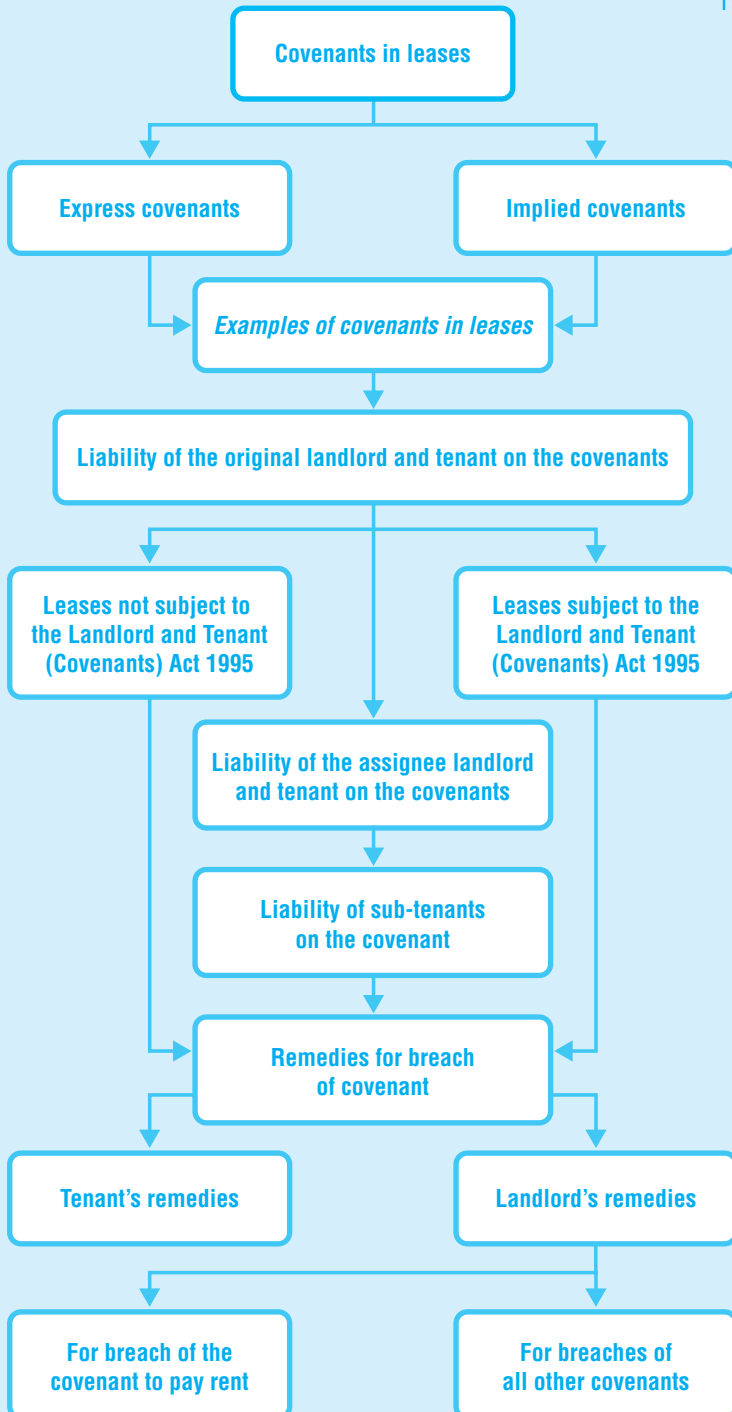 Covenants in leases
Express covenants
Implied covenants
Examples of covenants in leases
Liability of the original landlord and tenant on the covenants
Leases not subject to
the Landlord and Tenant
(Covenants) Act 1995
Leases subject to the
Landlord and Tenant
(Covenants) Act 1995
Liability of the assignee landlord
and tenant on the covenants
Liability of sub-tenants
on the covenant
Remedies for breach
of covenant
Tenant’s remedies
Landlord’s remedies
For breach of the
covenant to pay rent
For breaches of
all other covenants